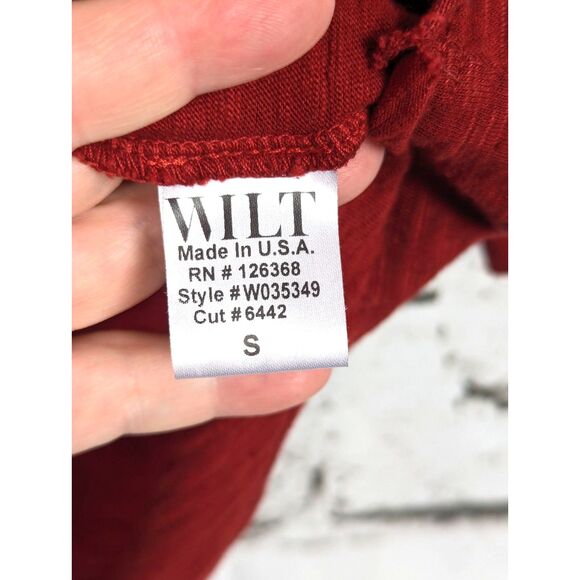 WILT
Made In U.S.A.
RN # 126368
Style #W035349
Cut #6442
S